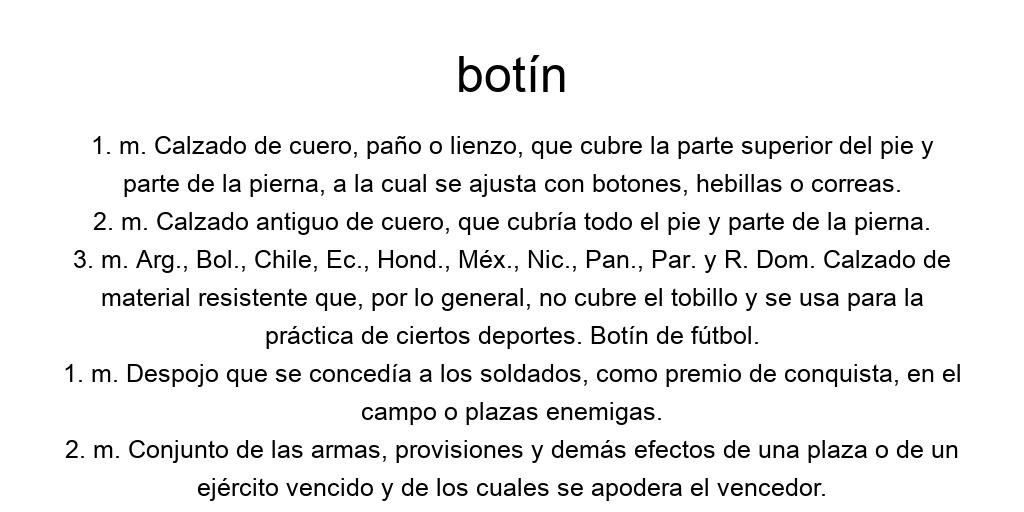 botín
1. m. Calzado de cuero, paño o lienzo, que cubre la parte superior del pie y
parte de la pierna, a la cual se ajusta con botones, hebillas o correas.
2. m. Calzado antiguo de cuero, que cubría todo el pie y parte de la pierna.
3. m. Arg., Bol., Chile, Ec., Hond., Méx., Nic., Pan., Par. y R. Dom. Calzado de
material resistente que, por lo general, no cubre el tobillo y se usa para la
práctica de ciertos deportes. Botín de fútbol.
1. m. Despojo que se concedía a los soldados, como premio de conquista, en el
campo o plazas enemigas.
2. m. Conjunto de las armas, provisiones y demás efectos de una plaza o de un
ejército vencido y de los cuales se apodera el vencedor.